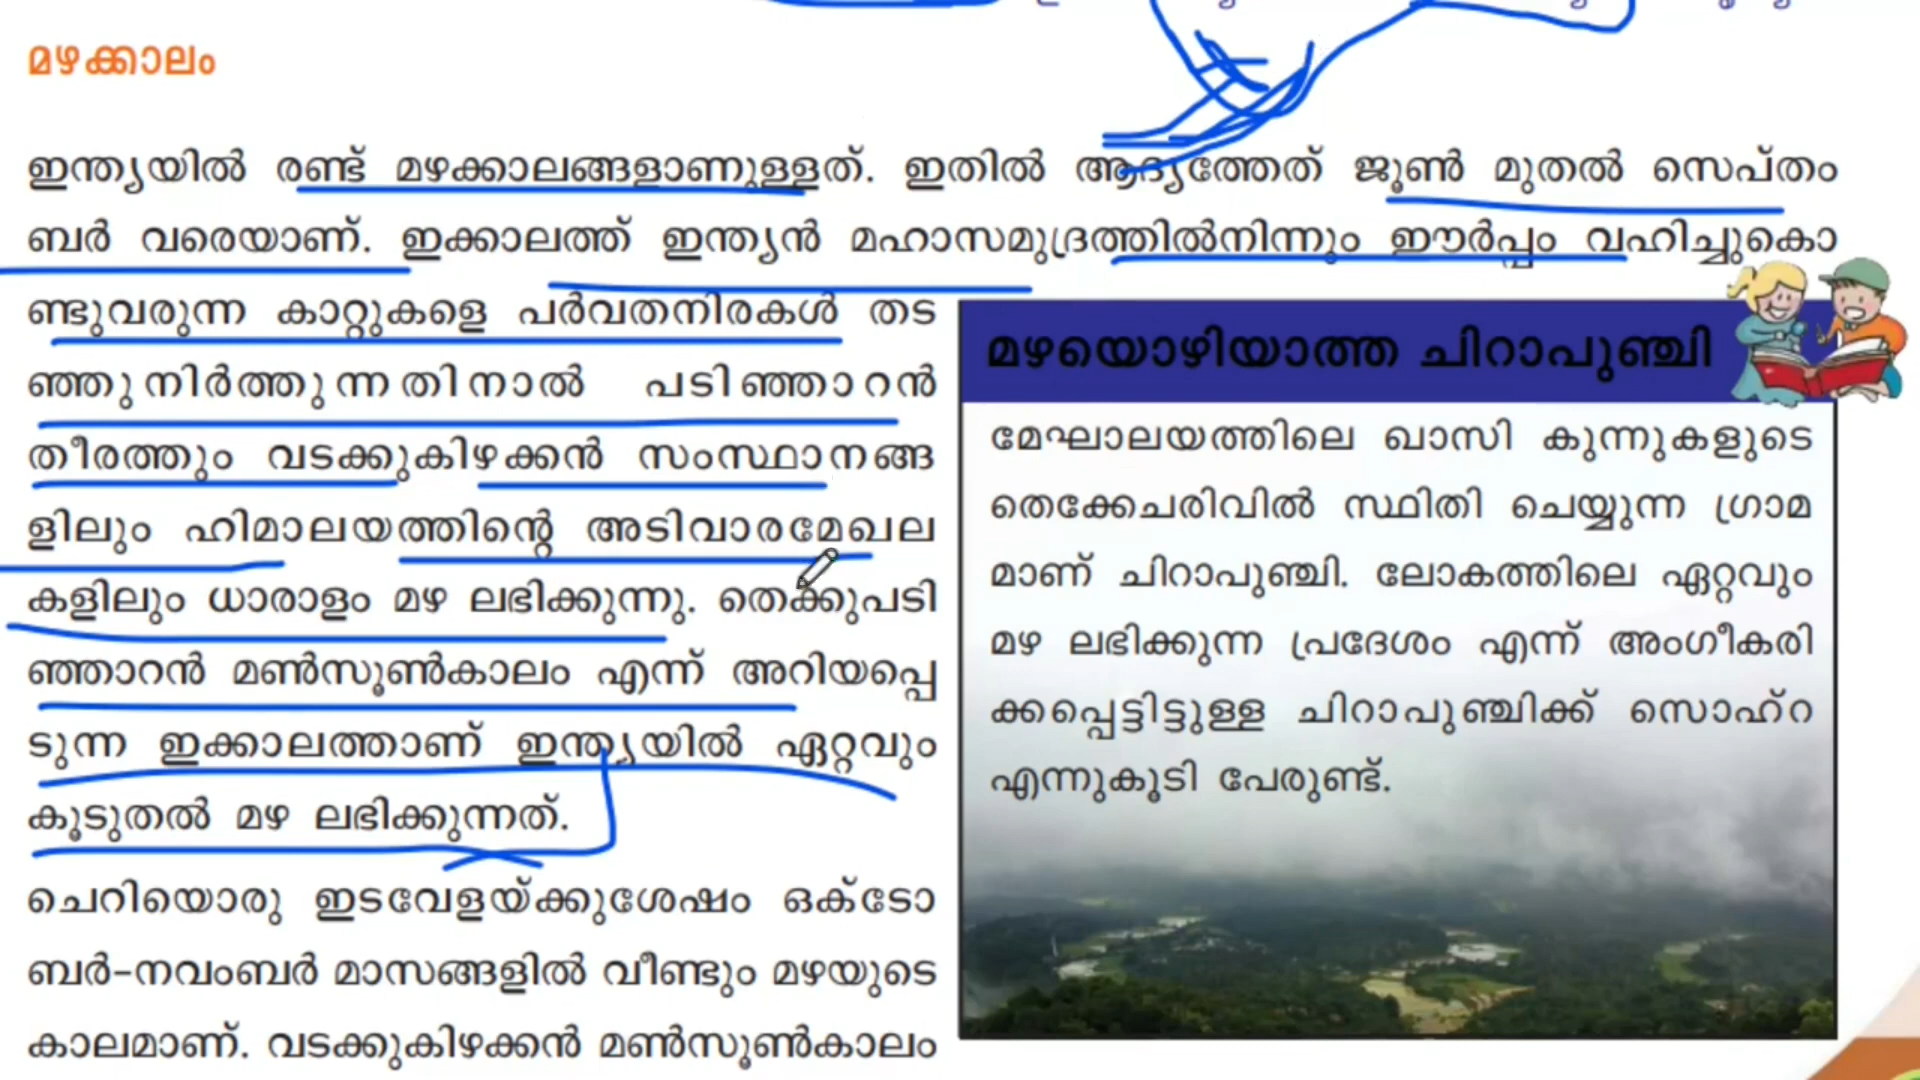 മഴക്കാലം
ഇന്ത്യയിൽ രണ്ട് മഴക്കാലങ്ങളാണുള്ളത്. ഇതിൽ ആദ്യത്തേത് ജൂൺ മുതൽ സെപ്തം
ബർ വരെയാണ്. ഇക്കാലത്ത് ഇന്ത്യൻ മഹാസമുദ്രത്തിൽനിന്നും ഈർപ്പം വഹിച്ചുകൊ
ണ്ടുവരുന്ന കാറ്റുകളെ പർവതനിരകൾ തട
ഞ്ഞുനിർത്തുന്നതിനാൽ പടിഞ്ഞാറൻ
തീരത്തും വടക്കുകിഴക്കൻ സംസ്ഥാനങ്ങ
ളിലും ഹിമാലയത്തിന്റെ അടിവാരമേഖല
കളിലും ധാരാളം മഴ ലഭിക്കുന്നു. തെക്കുപടി
ഞ്ഞാറൻ മൺസൂൺകാലം എന്ന് അറിയപ്പെ
ടുന്ന ഇക്കാലത്താണ് ഇന്ത്യയിൽ ഏറ്റവും
കൂടുതൽ മഴ ലഭിക്കുന്നത്.
ചെറിയൊരു ഇടവേളയ്ക്കുശേഷം ഒക്ടോ
ബർ-നവംബർ മാസങ്ങളിൽ വീണ്ടും മഴയുടെ
കാലമാണ്. വടക്കുകിഴക്കൻ മൺസൂൺകാലം
മഴയൊഴിയാത്ത ചിറാപുഞ്ചി
മേഘാലയത്തിലെ ഖാസി കുന്നുകളുടെ
തെക്കേചരിവിൽ സ്ഥിതി ചെയ്യുന്ന ഗ്രാമ
മാണ് ചിറാപുഞ്ചി. ലോകത്തിലെ ഏറ്റവും
മഴ ലഭിക്കുന്ന പ്രദേശം എന്ന് അംഗീകരി
ക്കപ്പെട്ടിട്ടുള്ള ചിറാപുഞ്ചിക്ക് സൊഹ്റ
എന്നുകൂടി പേരുണ്ട്.